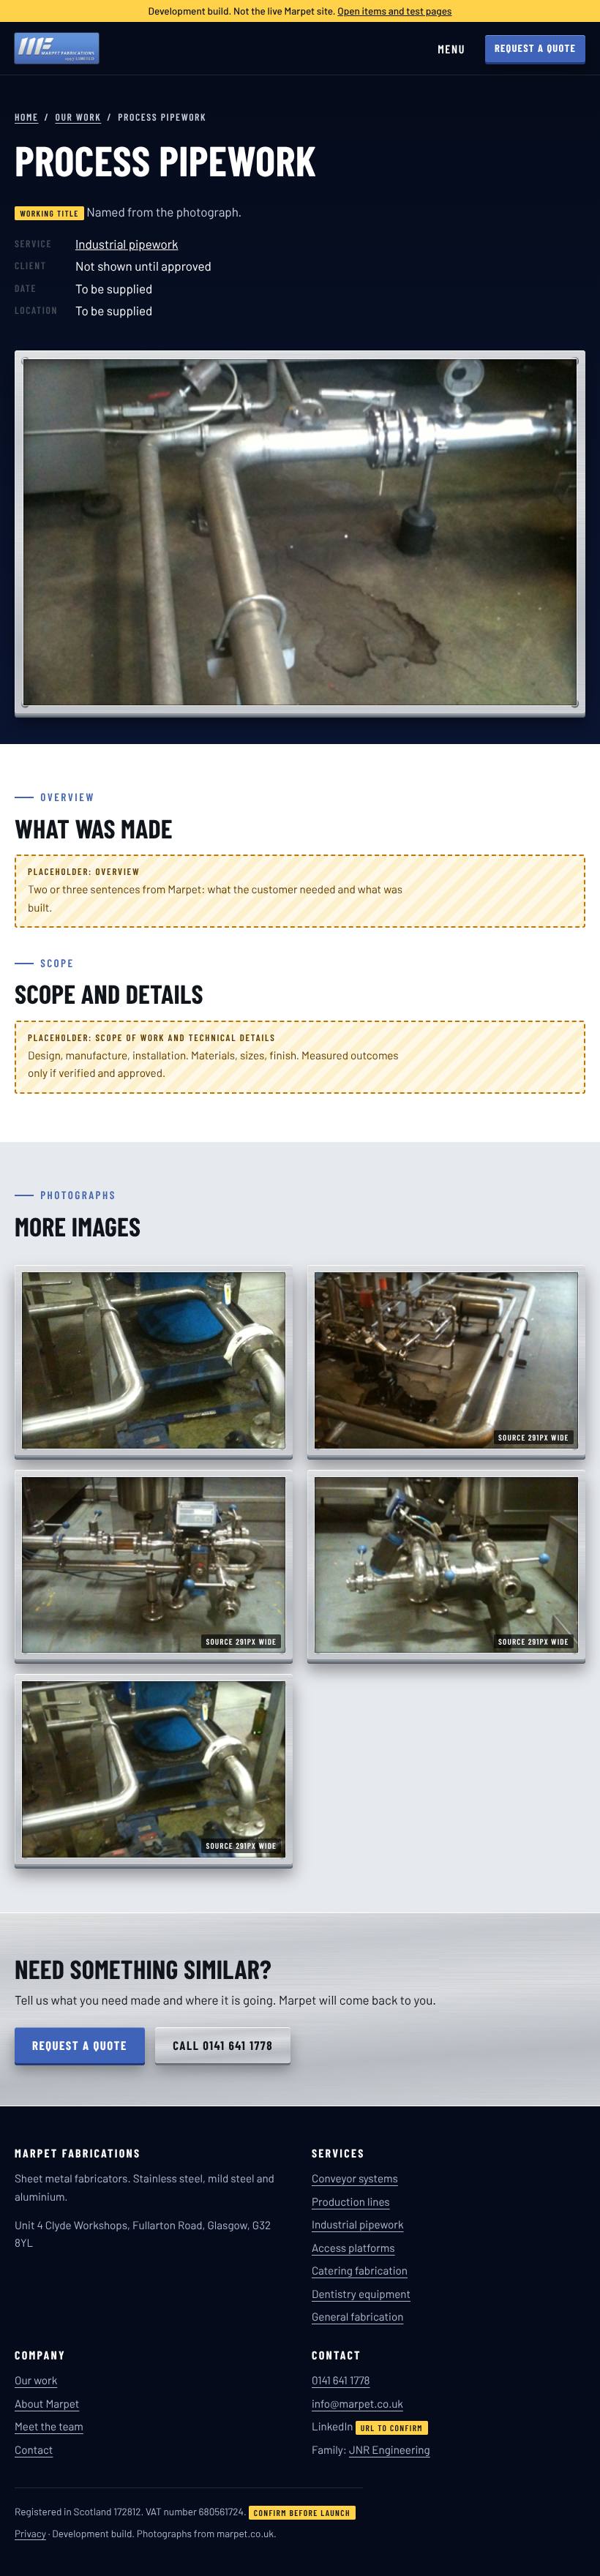 Development build. Not the live Marpet site. Open items and test pages
MF MARPET FABRICATIONS
MENU
REQUEST A QUOTE
HOME / OUR WORK / PROCESS PIPEWORK
PROCESS PIPEWORK
WORKING TITLE Named from the photograph.
SERVICE Industrial pipework
CLIENT Not shown until approved
DATE To be supplied
LOCATION To be supplied
OVERVIEW
WHAT WAS MADE
PLACEHOLDER: OVERVIEW
Two or three sentences from Marpet: what the customer needed and what was
built.
SCOPE
SCOPE AND DETAILS
PLACEHOLDER: SCOPE OF WORK AND TECHNICAL DETAILS
Design, manufacture, installation. Materials, sizes, finish. Measured outcomes
only if verified and approved.
PHOTOGRAPHS
MORE IMAGES
SOURCE 291PX WIDE
SOURCE 291PX WIDE
SOURCE 291PX WIDE
SOURCE 291PX WIDE
NEED SOMETHING SIMILAR?
Tell us what you need made and where it is going. Marpet will come back to you.
REQUEST A QUOTE
CALL 0141 641 1778
MARPET FABRICATIONS
Sheet metal fabricators. Stainless steel, mild steel and
aluminium.
Unit 4 Clyde Workshops, Fullarton Road, Glasgow, G32
8YL
SERVICES
Conveyor systems
Production lines
Industrial pipework
Access platforms
Catering fabrication
Dentistry equipment
General fabrication
COMPANY
Our work
About Marpet
Meet the team
Contact
CONTACT
0141 641 1778
info@marpet.co.uk
LinkedIn URL TO CONFIRM
Family: JNR Engineering
Registered in Scotland 172812. VAT number 680561724. CONFIRM BEFORE LAUNCH
Privacy · Development build. Photographs from marpet.co.uk.